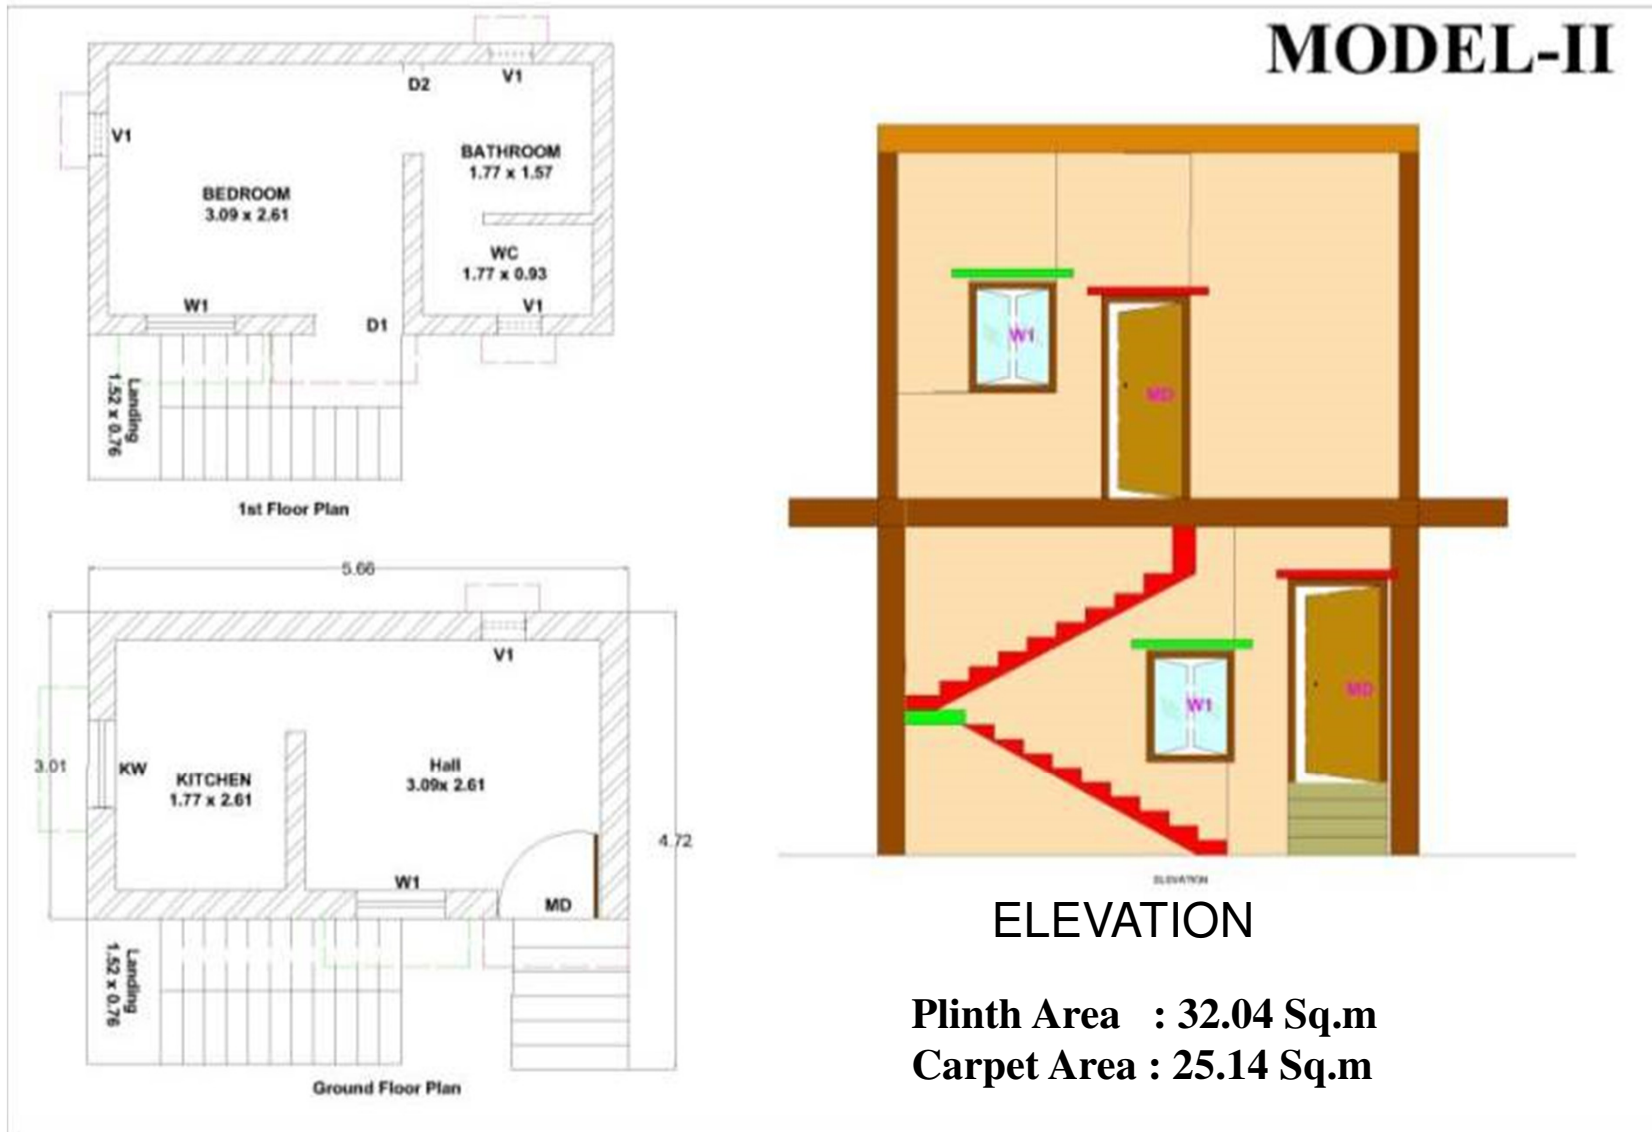 MODEL-II
V1
D2
V1
BATHROOM
1.77 x 1.57
BEDROOM
3.09 x 2.61
WC
1.77 x 0.93
W1
V1
D1
Landing
1.52 x 0.76
1st Floor Plan
5.66
V1
3.01
KW
KITCHEN
1.77 x 2.61
Hall
3.09x 2.61
4.72
W1
MD
Landing
1.52 x 0.76
Ground Floor Plan
W1
MD
W1
MD
ELEVATION
ELEVATION
Plinth Area : 32.04 Sq.m
Carpet Area : 25.14 Sq.m